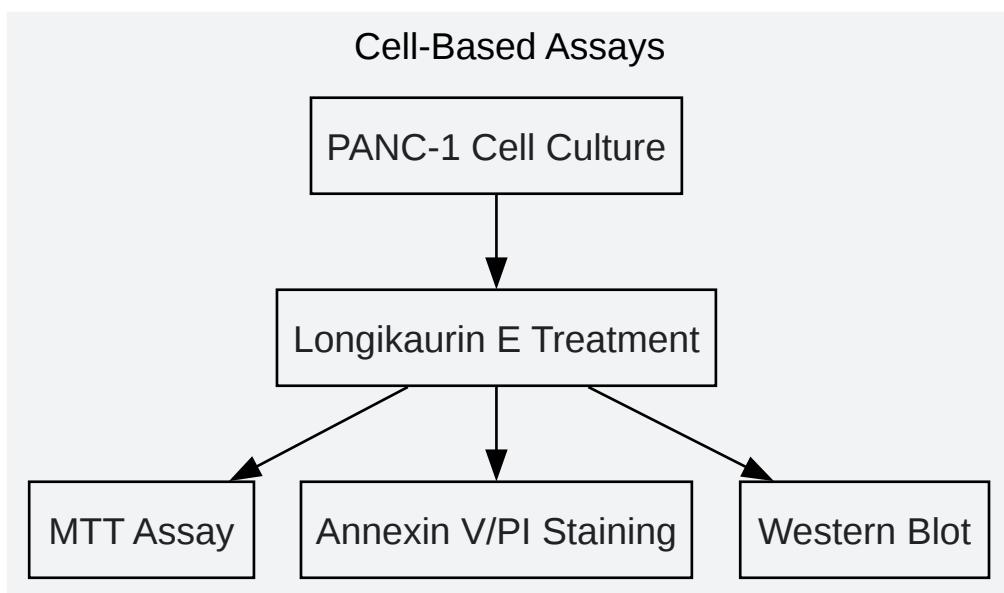 Cell-Based Assays
PANC-1 Cell Culture
Longikaurin E Treatment
MTT Assay
Annexin V/PI Staining
Western Blot